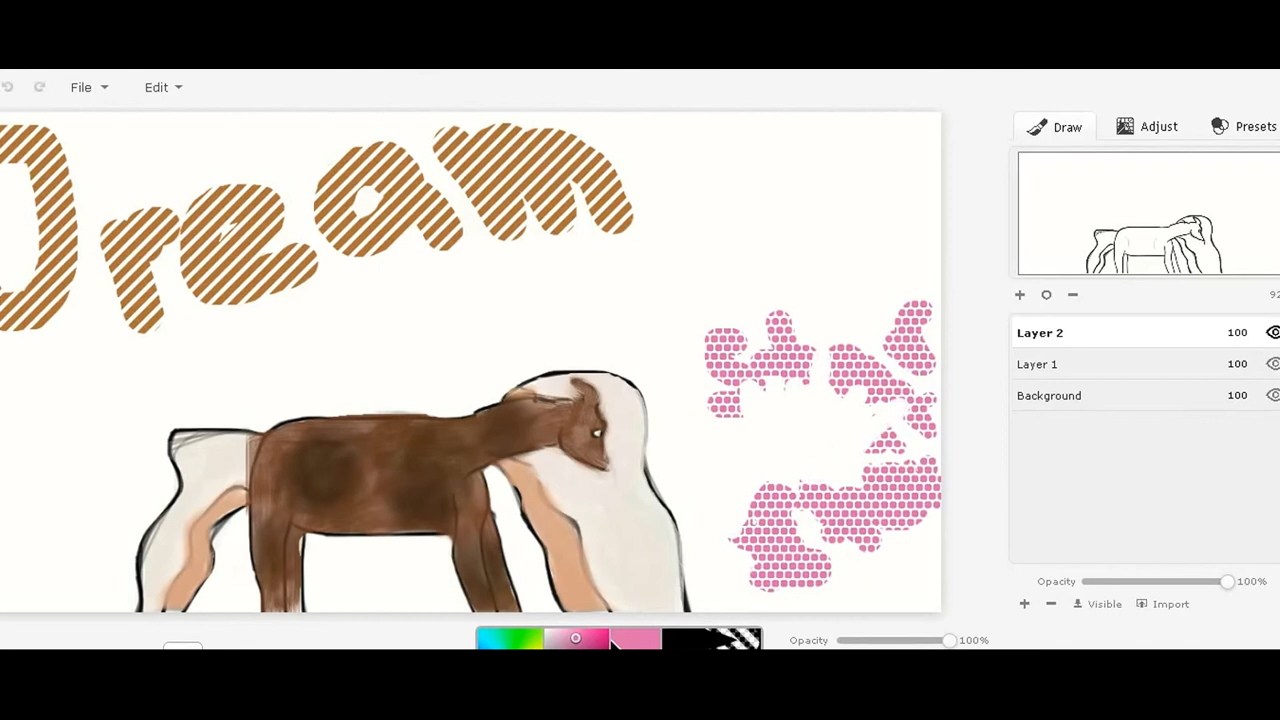 File Edit
Draw Adjust Presets
Dream
92
Layer 2 100
Layer 1 100
Background 100
Opacity 100%
Visible Import
Opacity 100%